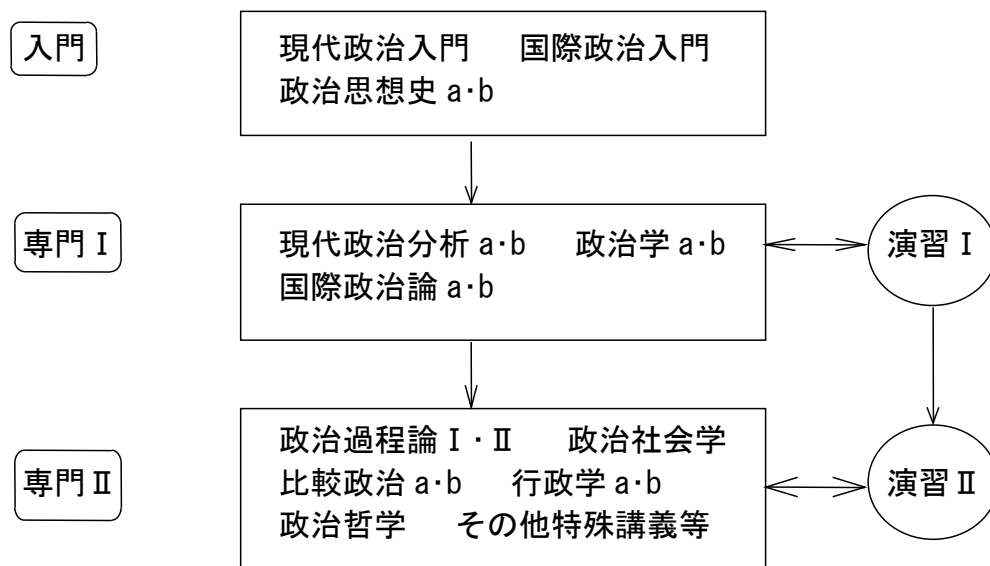 入門
現代政治入門 国際政治入門
政治思想史 a・b
専門Ⅰ
現代政治分析 a・b 政治学 a・b
国際政治論 a・b
演習Ⅰ
専門Ⅱ
政治過程論Ⅰ・Ⅱ 政治社会学
比較政治 a・b 行政学 a・b
政治哲学 その他特殊講義等
演習Ⅱ